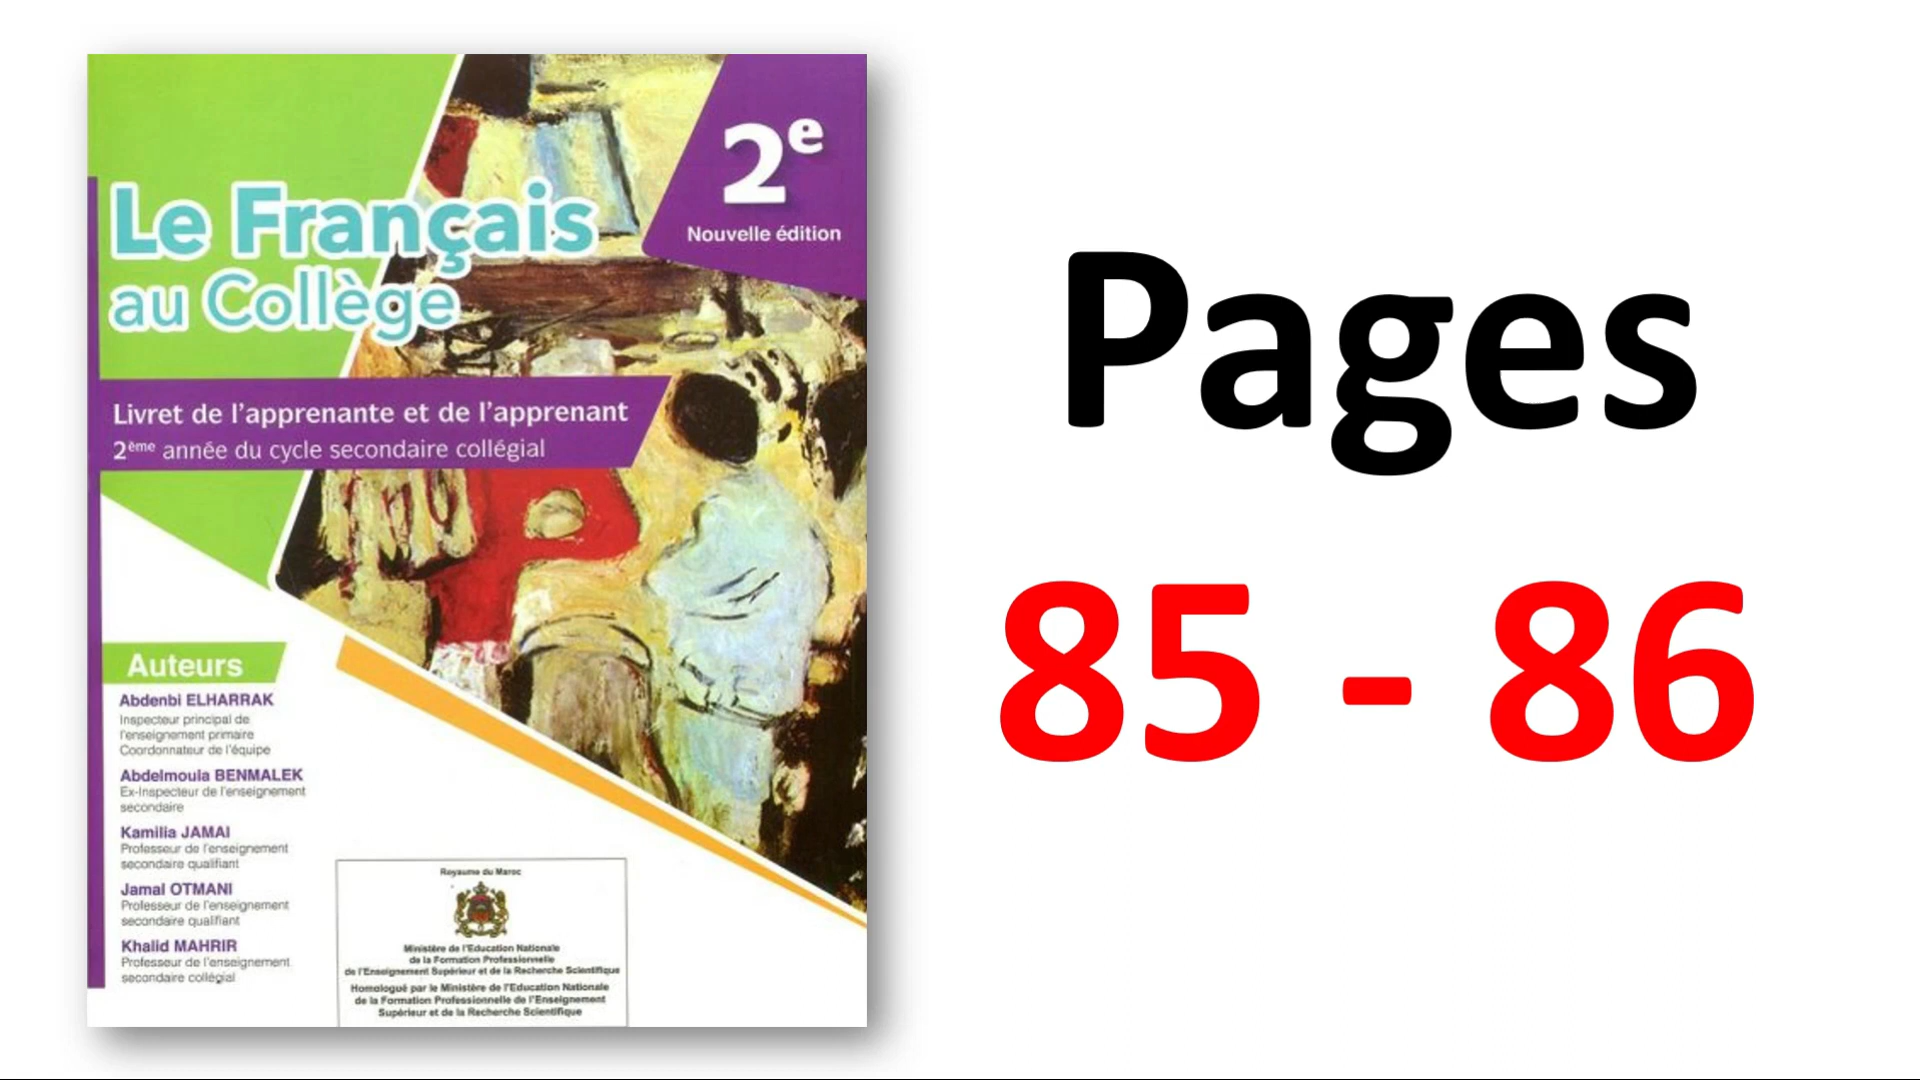 2e
Nouvelle édition
Le Français
au Collège
Livret de l'apprenante et de l'apprenant
2ème année du cycle secondaire collégial
Auteurs
Abdenbi ELHARRAK
Inspecteur principal de
l'enseignement primaire
Coordonnateur de l'équipe
Abdelmoula BENMALEK
Ex-Inspecteur de l'enseignement
secondaire
Kamilia JAMAI
Professeur de l'enseignement
secondaire qualifiant
Jamal OTMANI
Professeur de l'enseignement
secondaire qualifiant
Khalid MAHRIR
Professeur de l'enseignement
secondaire collégial
Royaume du Maroc
Ministère de l'Education Nationale
de la Formation Professionnelle
de l'Enseignement Supérieur et de la Recherche Scientifique
Homologué par le Ministère de l'Education Nationale
de la Formation Professionnelle de l'Enseignement
Supérieur et de la Recherche Scientifique
Pages
85 - 86